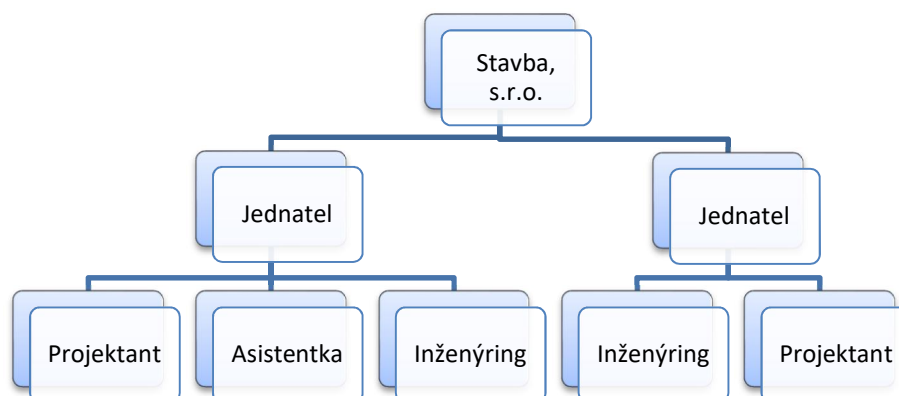 Stavba,
s.r.o.
Jednatel
Jednatel
Projektant
Asistentka
Inženýring
Inženýring
Projektant